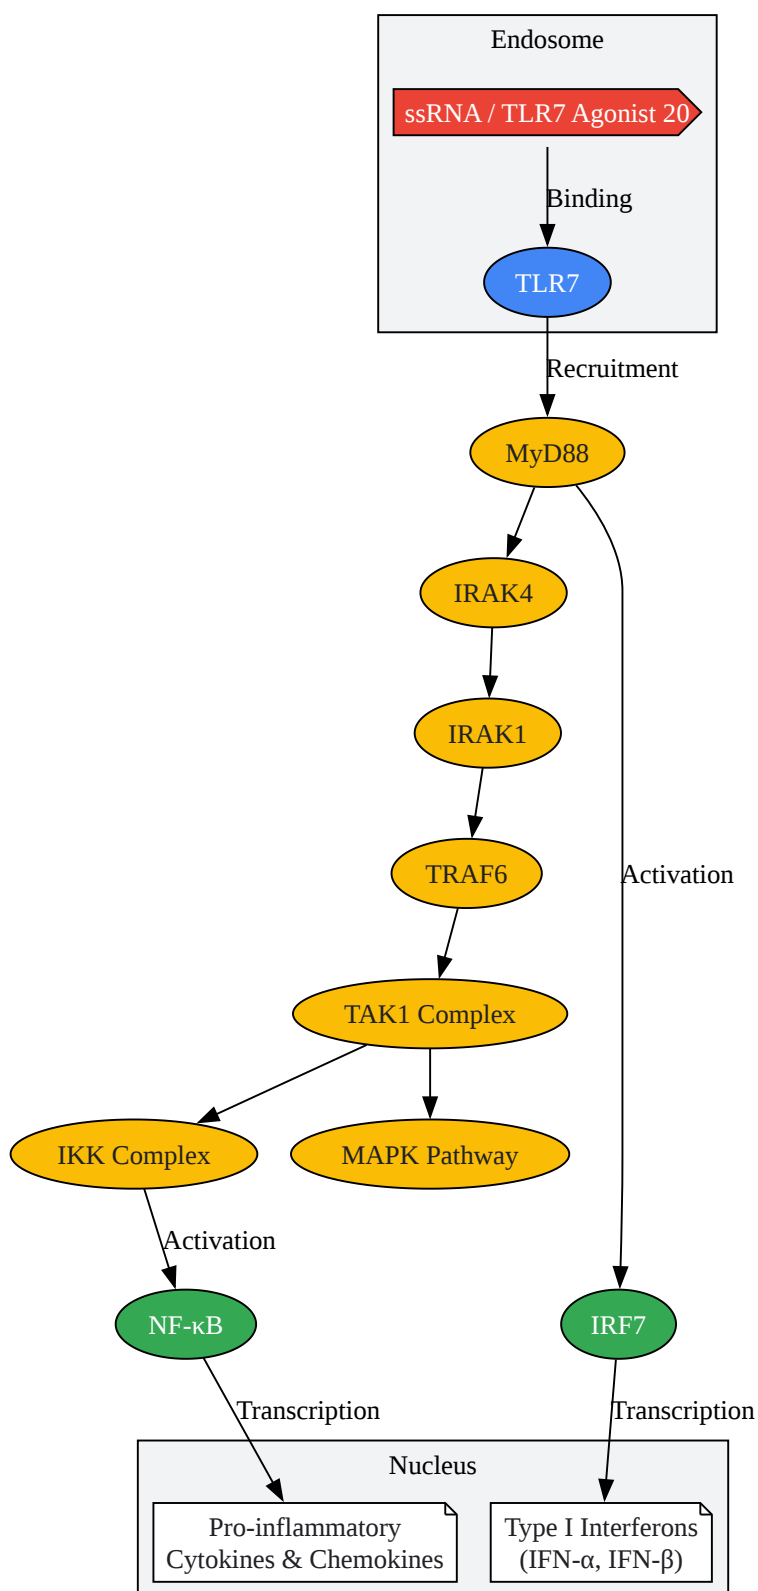 Endosome
ssRNA / TLR7 Agonist 20
Binding
TLR7
Recruitment
MyD88
IRAK4
IRAK1
TRAF6
Activation
TAK1 Complex
IKK Complex
MAPK Pathway
Activation
NF-κB
IRF7
Transcription
Transcription
Nucleus
Pro-inflammatory
Cytokines & Chemokines
Type I Interferons
(IFN-α, IFN-β)